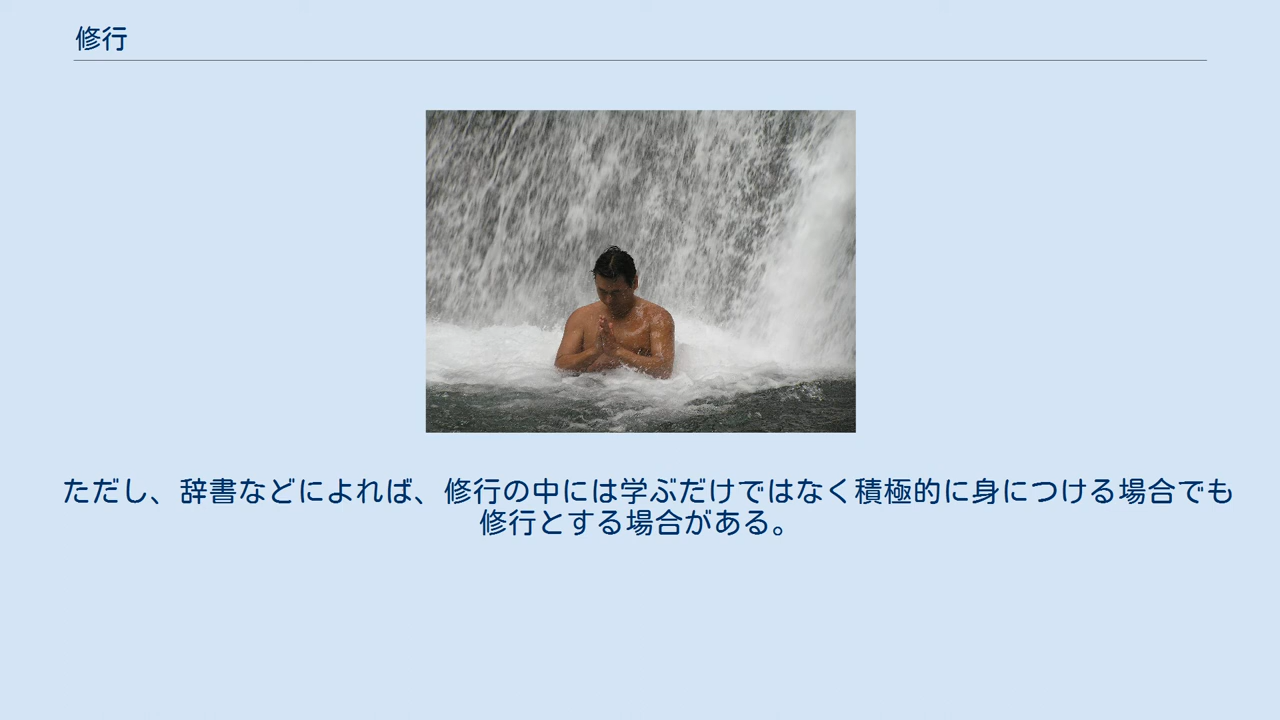 修行
ただし、辞書などによれば、修行の中には学ぶだけではなく積極的に身につける場合でも
修行とする場合がある。